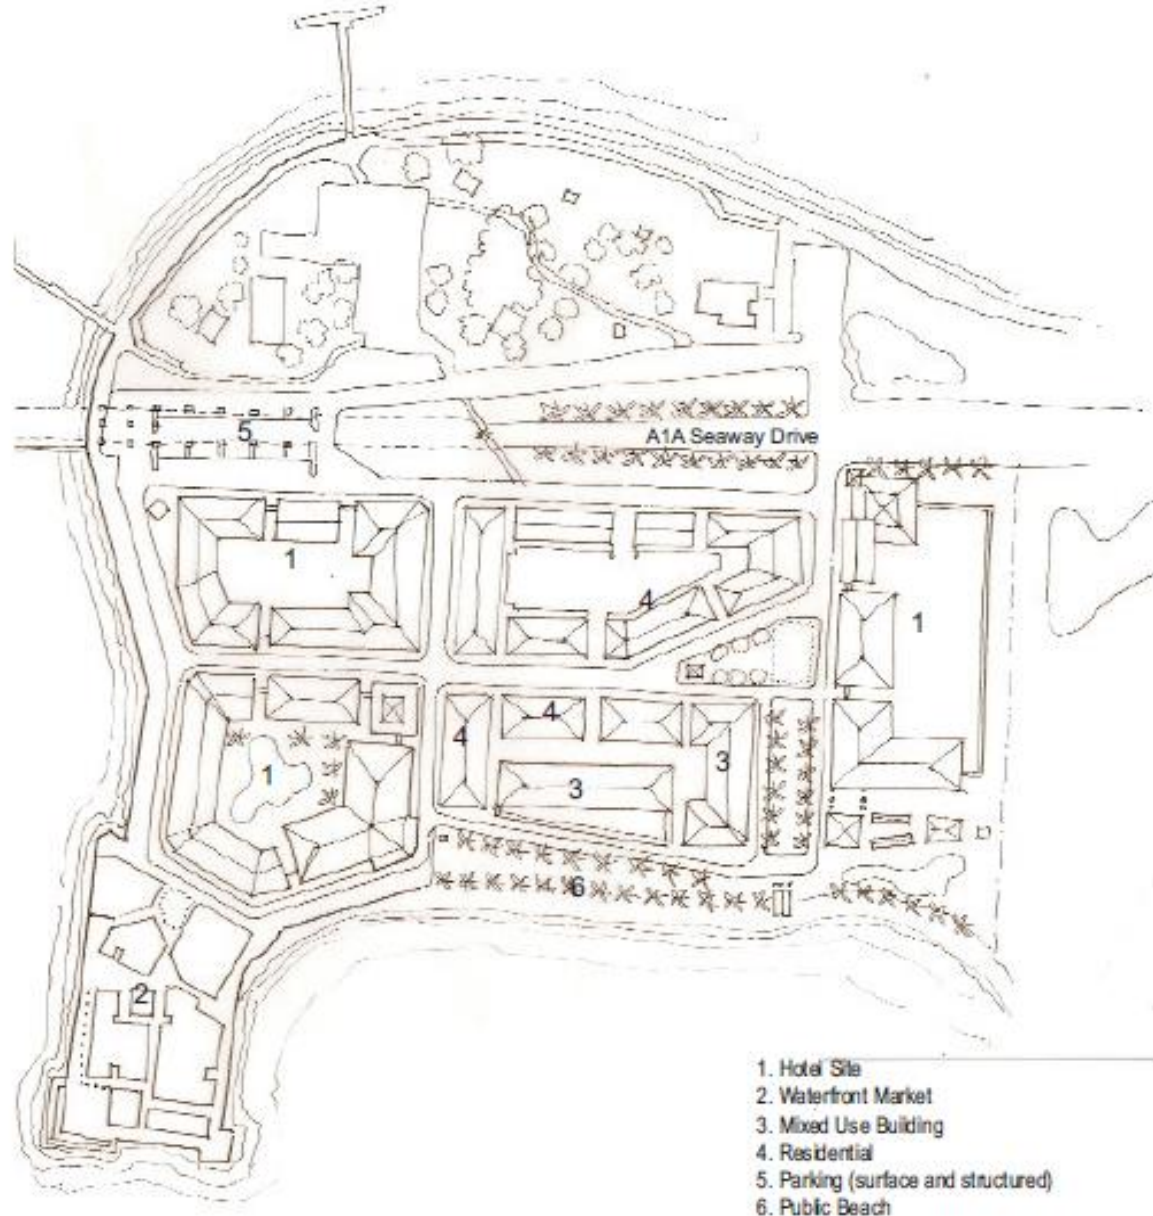 5
A1A Seaway Drive
1
4
1
4
4
3
1
3
6
2
1. Hotel Site
2. Waterfront Market
3. Mixed Use Building
4. Residential
5. Parking (surface and structured)
6. Public Beach